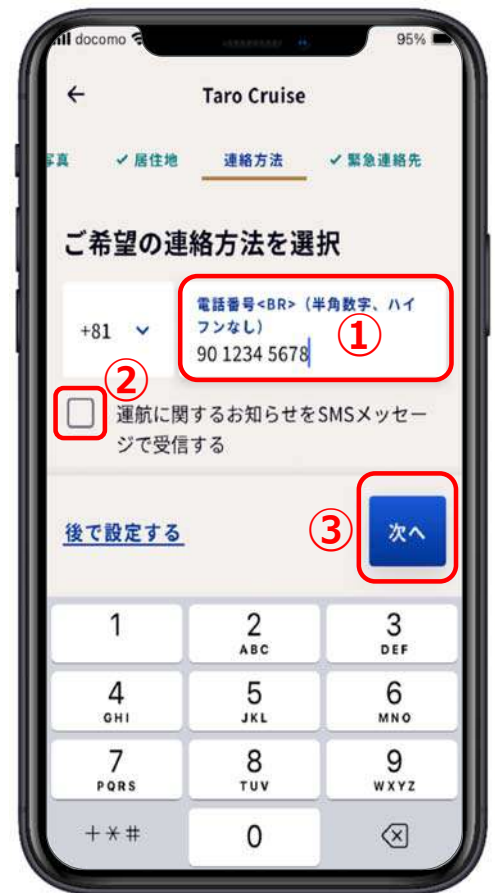 docomo 95%
← Taro Cruise
写真 ✓ 居住地 連絡方法 ✓ 緊急連絡先
ご希望の連絡方法を選択
電話番号<BR>（半角数字、ハイ
フンなし）
+81
90 1234 5678
①
②
運航に関するお知らせをSMSメッセー
ジで受信する
後で設定する
③
次へ
1 2 3
ABC DEF
4 5 6
GHI JKL MNO
7 8 9
PQRS TUV WXYZ
+*# 0